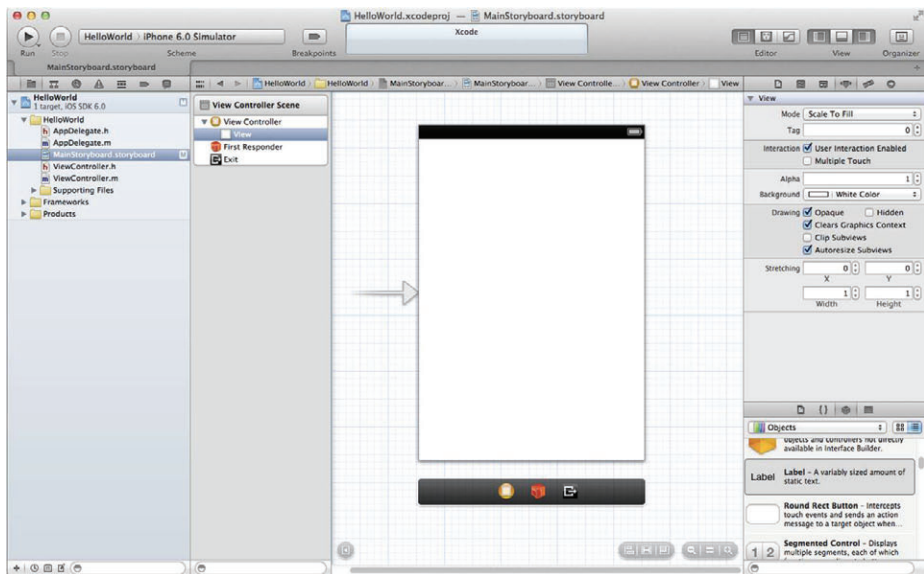 HelloWorld.xcodeproj — MainStoryboard.storyboard
HelloWorld › iPhone 6.0 Simulator
Xcode
Run Stop Scheme Breakpoints Editor View Organizer
MainStoryboard.storyboard
HelloWorld › HelloWorld › MainStoryboar... › MainStoryboar... › View Controlle... › View Controller › View
HelloWorld
1 target, iOS SDK 6.0
HelloWorld
AppDelegate.h
AppDelegate.m
MainStoryboard.storyboard
M
ViewController.h
ViewController.m
Supporting Files
Frameworks
Products
View Controller Scene
View Controller
View
First Responder
Exit
View
Mode Scale To Fill
Tag 0
Interaction User Interaction Enabled
Multiple Touch
Alpha 1
Background White Color
Drawing Opaque Hidden
Clears Graphics Context
Clip Subviews
Autoresize Subviews
Stretching 0 0
X Y
1 1
Width Height
Objects
objects and controllers not directly
available in Interface Builder.
Label
Label – A variably sized amount of
static text.
Round Rect Button – Intercepts
touch events and sends an action
message to a target object when...
1 2
Segmented Control – Displays
multiple segments, each of which